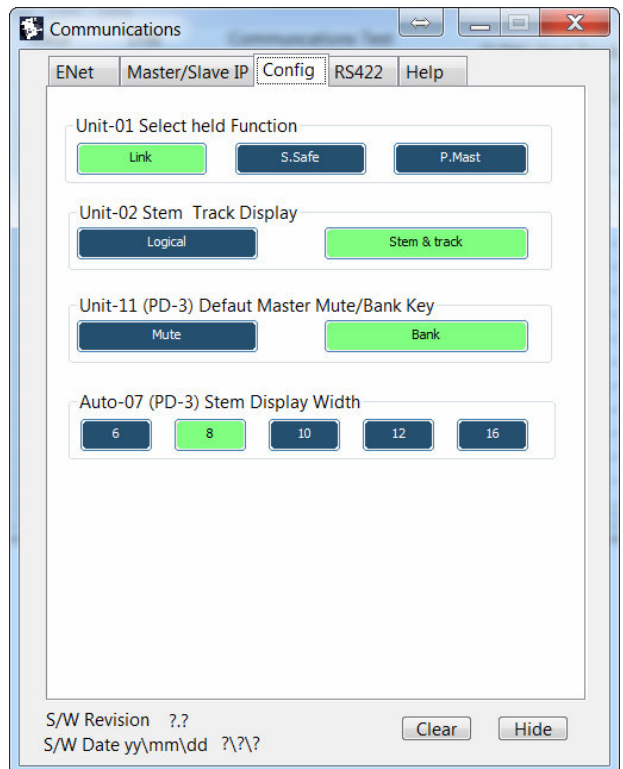 Communications
ENet Master/Slave IP Config RS422 Help
Unit-01 Select held Function
Link S.Safe P.Mast
Unit-02 Stem Track Display
Logical Stem & track
Unit-11 (PD-3) Defaut Master Mute/Bank Key
Mute Bank
Auto-07 (PD-3) Stem Display Width
6 8 10 12 16
S/W Revision ?.?
Clear Hide
S/W Date yy\mm\dd ?\?\?